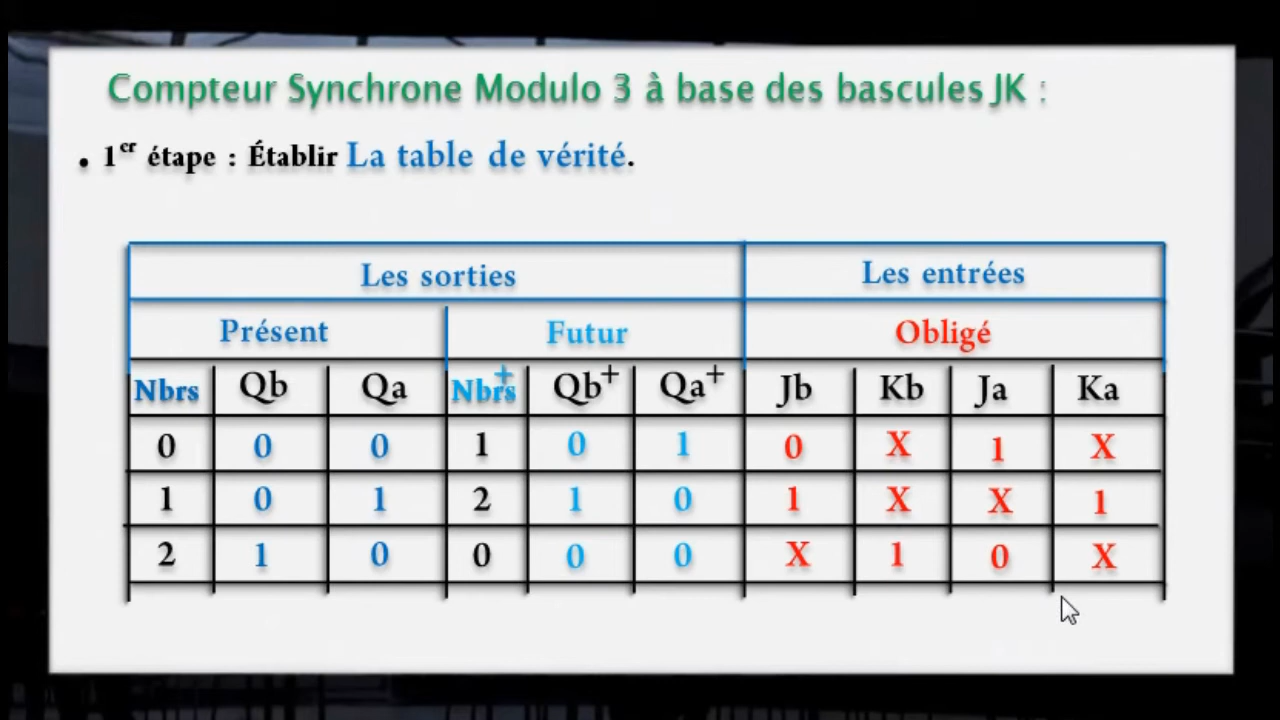 Compteur Synchrone Modulo 3 à base des bascules JK :
• 1er étape : Établir La table de vérité.
Les sorties Les entrées
Présent Futur Obligé
Nbrs Qb Qa Nbrs+ Qb+ Qa+ Jb Kb Ja Ka
0 0 0 1 0 1 0 X 1 X
1 0 1 2 1 0 1 X X 1
2 1 0 0 0 0 X 1 0 X